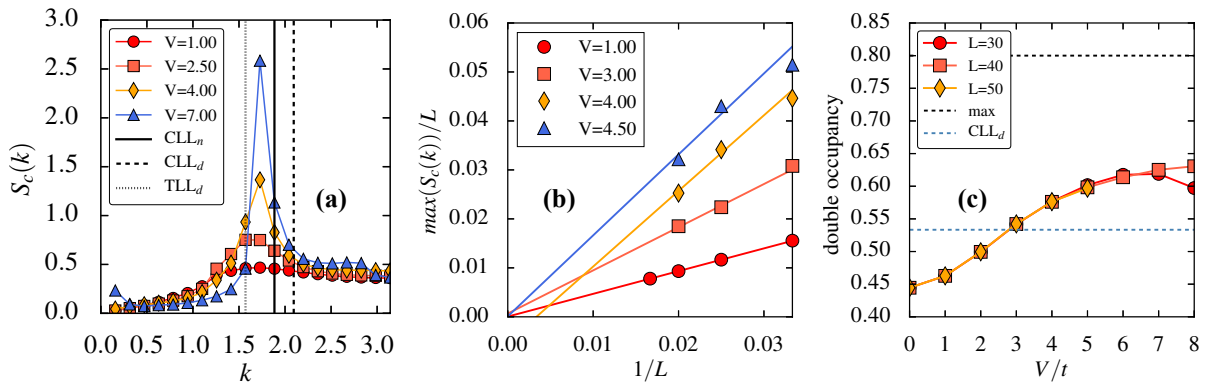 3.0
2.5
2.0
1.5
1.0
0.5
0.0
S_c(k)
V=1.00
V=2.50
V=4.00
V=7.00
CLL_n
CLL_d
TLL_d
(a)
0.0 0.5 1.0 1.5 2.0 2.5 3.0
k
0.06
0.05
0.04
0.03
0.02
0.01
0.00
max(S_c(k))/L
V=1.00
V=3.00
V=4.00
V=4.50
(b)
0.00 0.01 0.02 0.03
1/L
0.85
0.80
0.75
0.70
0.65
0.60
0.55
0.50
0.45
0.40
double occupancy
L=30
L=40
L=50
max
CLL_d
(c)
0 1 2 3 4 5 6 7 8
V/t